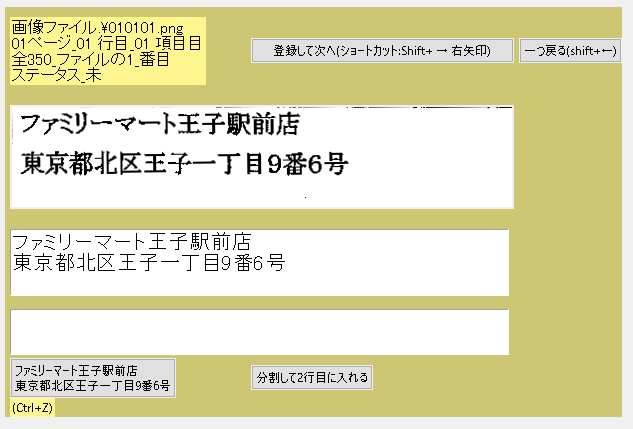 画像ファイル.¥010101.png
01ページ_01 行目_01 項目目
全350_ファイルの1_番目
ステータス_未
登録して次へ(ショートカット:Shift+ → 右矢印)
一つ戻る(shift+←)
ファミリーマート王子駅前店
東京都北区王子一丁目9番6号
ファミリーマート王子駅前店
東京都北区王子一丁目9番6号
ファミリーマート王子駅前店
東京都北区王子一丁目9番6号
分割して2行目に入れる
(Ctrl+Z)